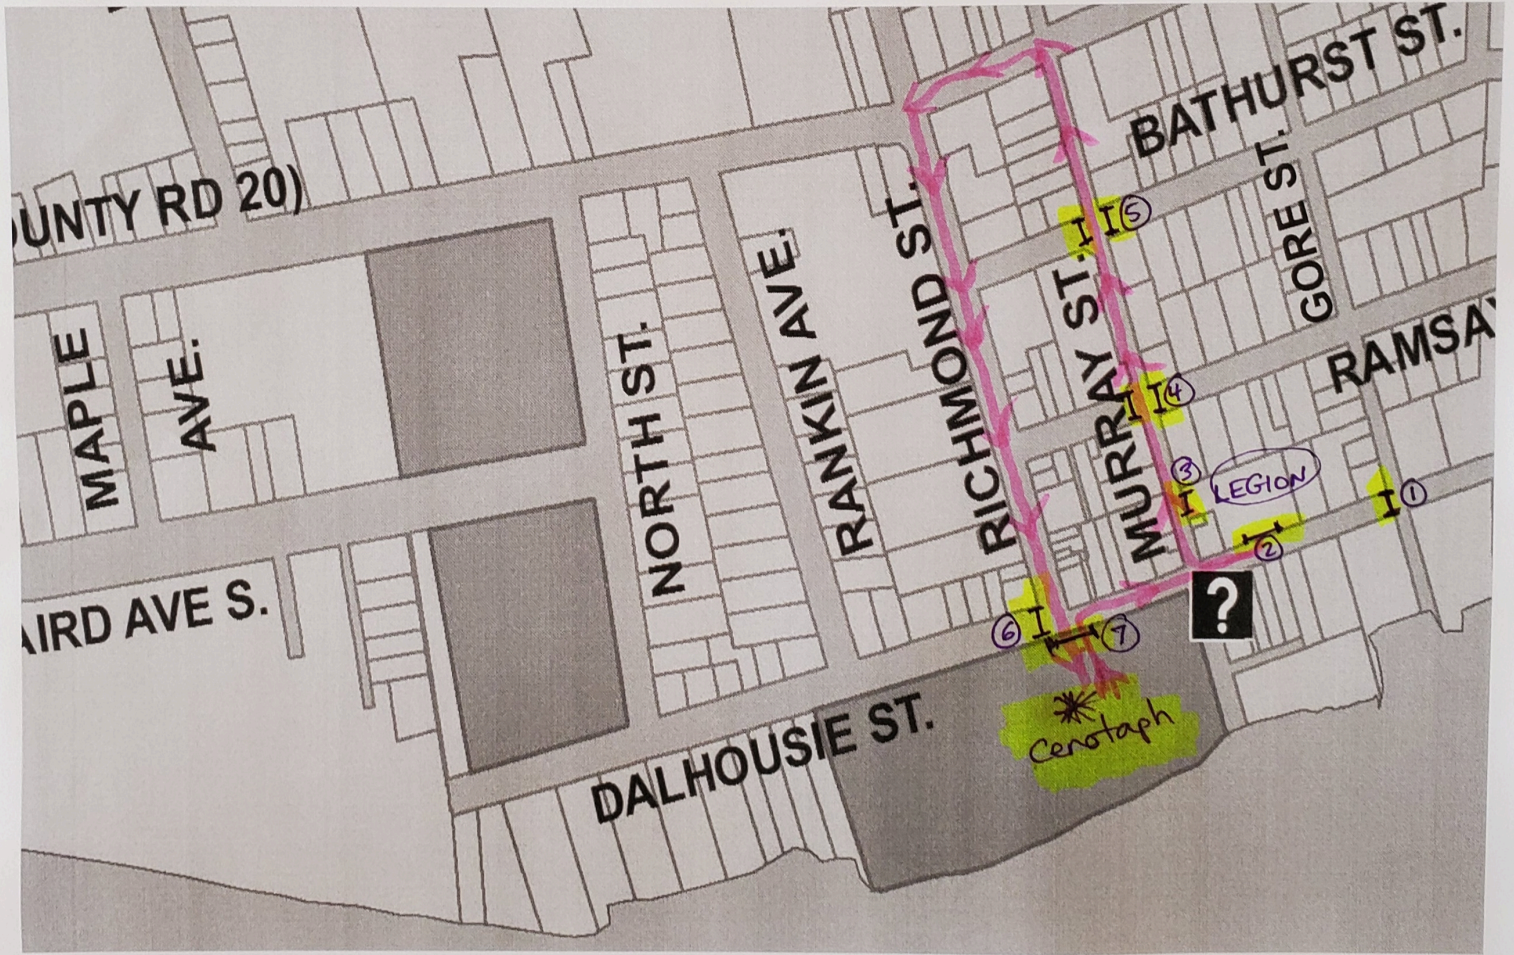 BATHURST ST.
OUNTY RD 20)
GORE ST.
RICHMOND ST.
5
MURRAY ST.
RANKIN AVE.
NORTH ST.
MAPLE
AVE.
RAMSAY
4
3
LEGION
1
2
AIRD AVE S.
?
6
7
DALHOUSIE ST.
Cenotaph